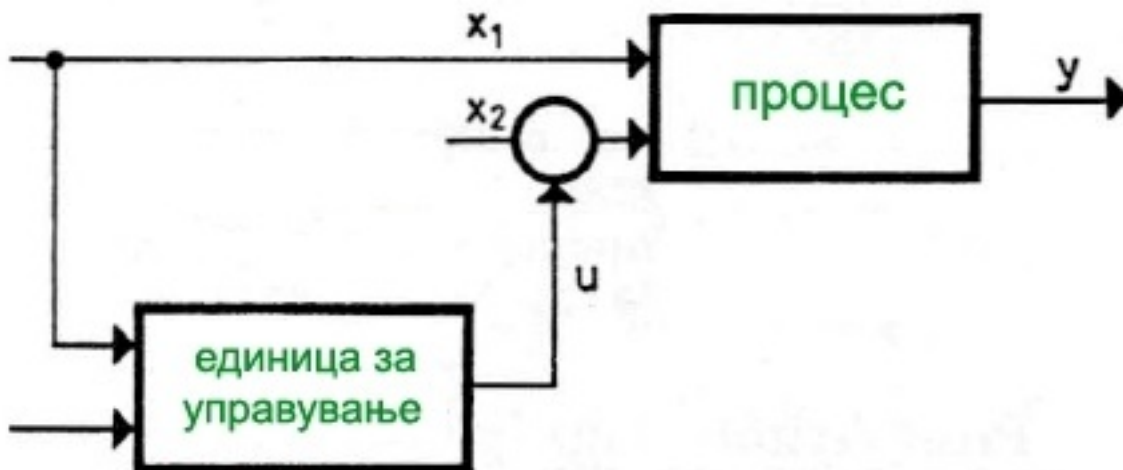 x₁
процес
y
x₂
u
единица за
управување